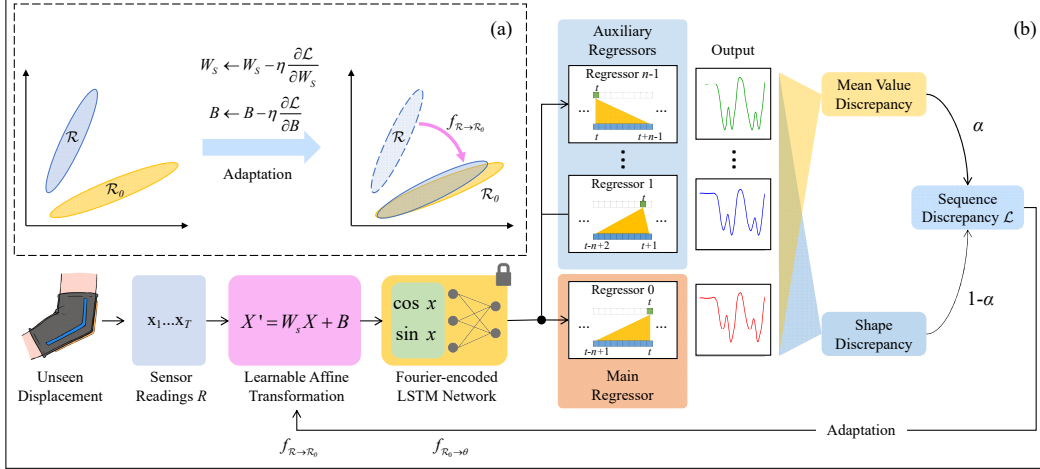 (a)
W_S ← W_S − η ∂ℒ/∂W_S
B ← B − η ∂ℒ/∂B
Adaptation
ℛ
ℛ_0
ℛ
f_{ℛ→ℛ_0}
ℛ_0
(b)
Auxiliary
Regressors
Output
Regressor n-1
t
...
...
t
t+n-1
Regressor 1
t
...
...
t-n+2
t+1
Regressor 0
t
...
...
t-n+1
t
Main
Regressor
Mean Value
Discrepancy
α
Sequence
Discrepancy ℒ
1-α
Shape
Discrepancy
x_1...x_T
X'=W_s X + B
cos x
sin x
Unseen
Displacement
Sensor
Readings R
Learnable Affine
Transformation
Fourier-encoded
LSTM Network
f_{ℛ→ℛ_0}
f_{ℛ_0→θ}
Adaptation